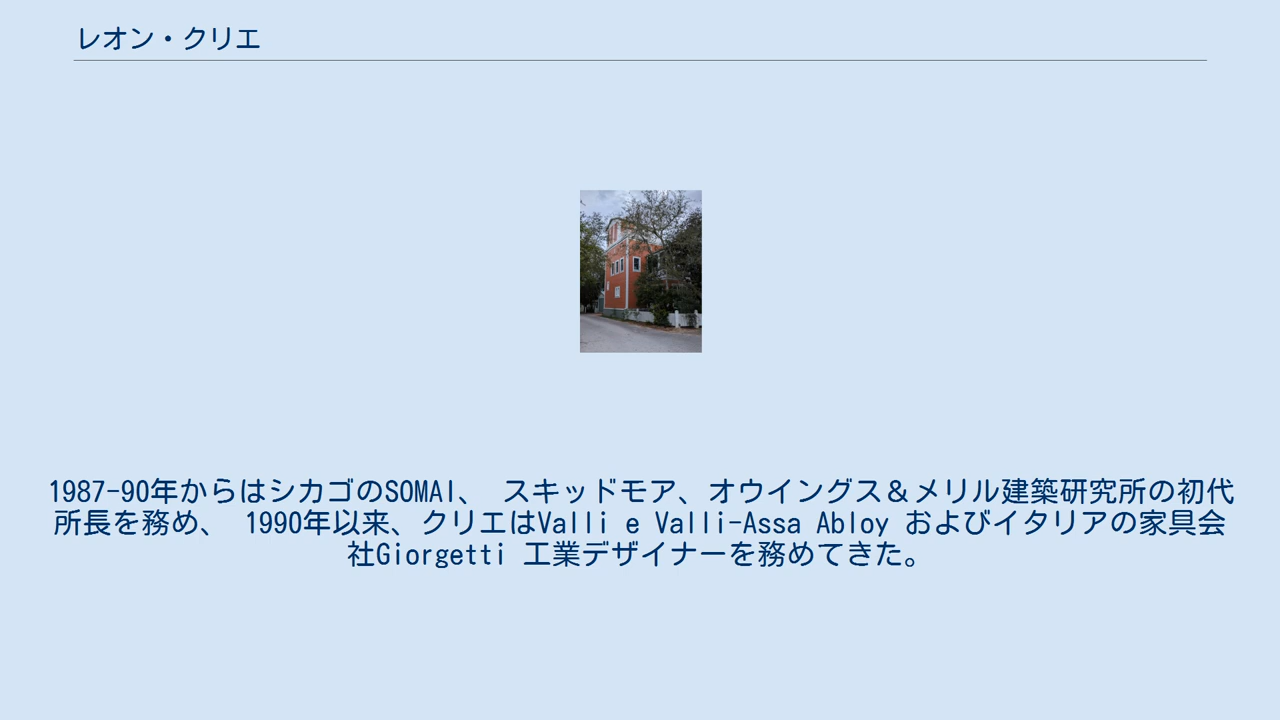 レオン・クリエ
1987-90年からはシカゴのSOMAI、 スキッドモア、オウイングス＆メリル建築研究所の初代
所長を務め、 1990年以来、クリエはValli e Valli-Assa Abloy およびイタリアの家具会
社Giorgetti 工業デザイナーを務めてきた。